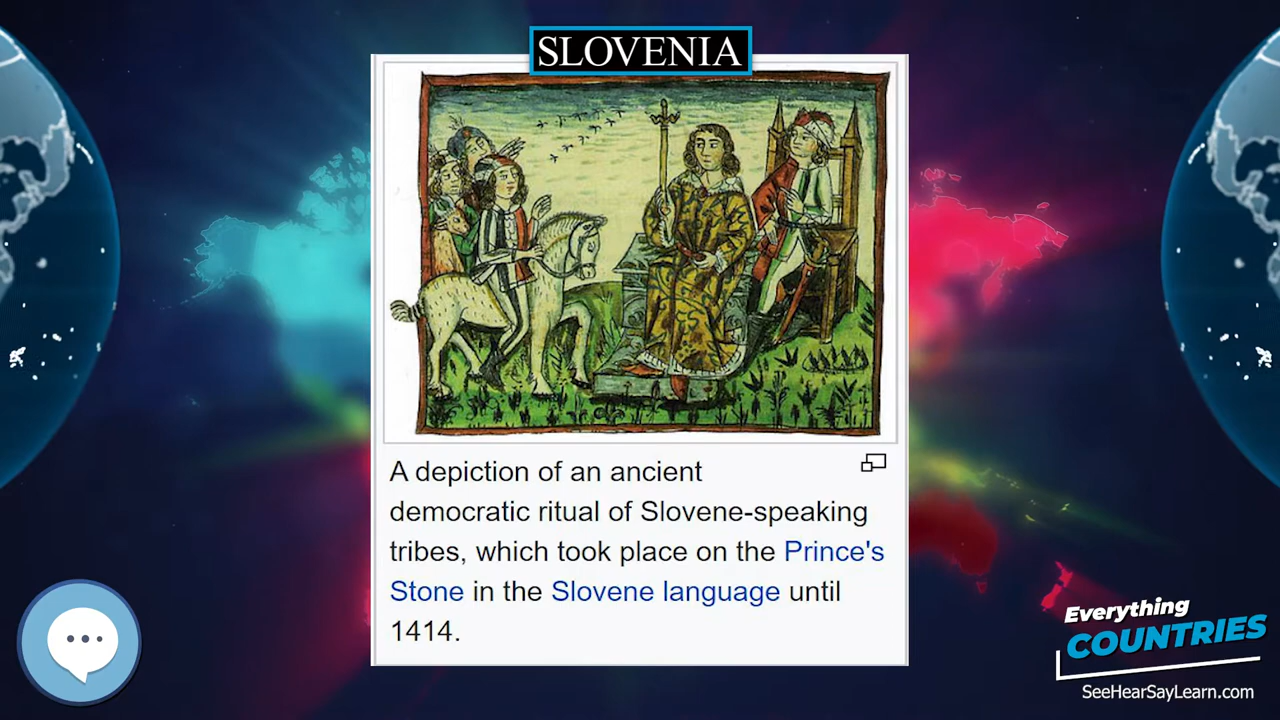 SLOVENIA
A depiction of an ancient
democratic ritual of Slovene-speaking
tribes, which took place on the Prince's
Stone in the Slovene language until
1414.
Everything
COUNTRIES
SeeHearSayLearn.com